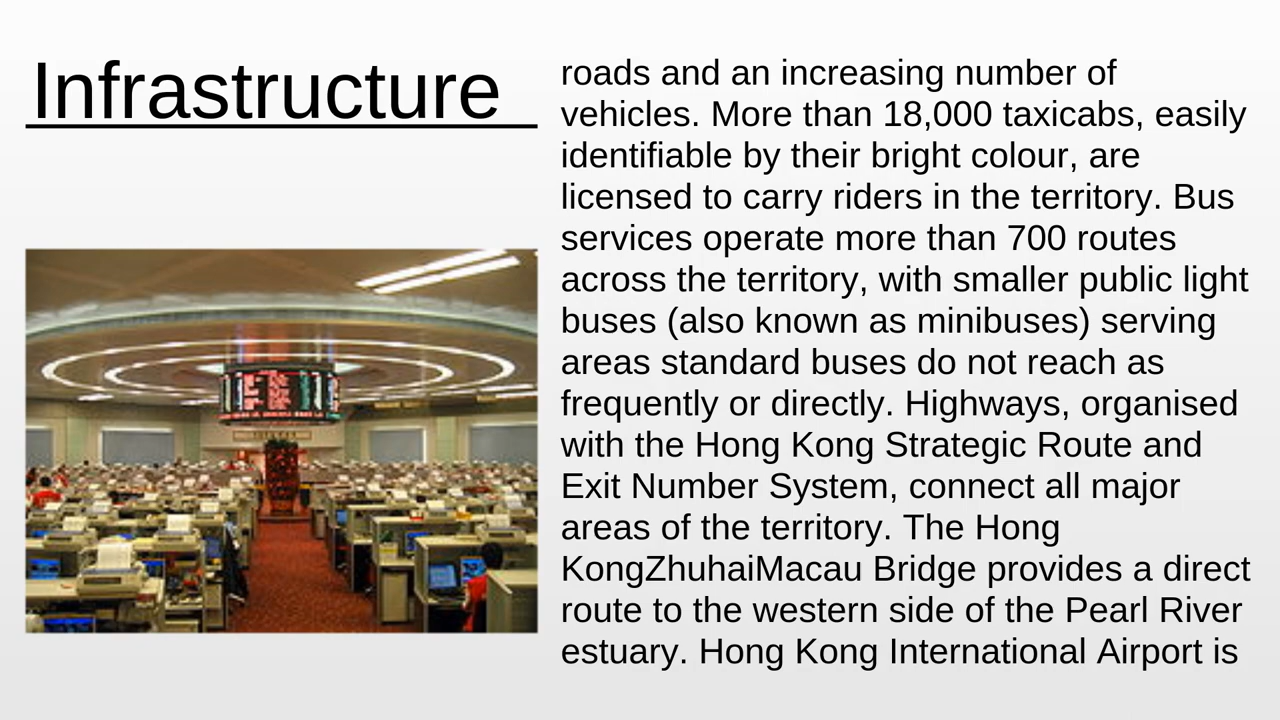 Infrastructure
roads and an increasing number of
vehicles. More than 18,000 taxicabs, easily
identifiable by their bright colour, are
licensed to carry riders in the territory. Bus
services operate more than 700 routes
across the territory, with smaller public light
buses (also known as minibuses) serving
areas standard buses do not reach as
frequently or directly. Highways, organised
with the Hong Kong Strategic Route and
Exit Number System, connect all major
areas of the territory. The Hong
KongZhuhaiMacau Bridge provides a direct
route to the western side of the Pearl River
estuary. Hong Kong International Airport is